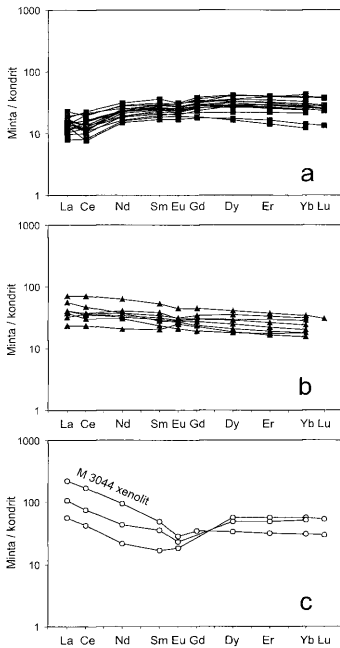 1000
100
10
1
Minta / kondrit
La Ce Nd Sm Eu Gd Dy Er Yb Lu
a
1000
100
10
1
Minta / kondrit
La Ce Nd Sm Eu Gd Dy Er Yb Lu
b
1000
100
10
1
Minta / kondrit
M 3044 xenolit
La Ce Nd Sm Eu Gd Dy Er Yb Lu
c